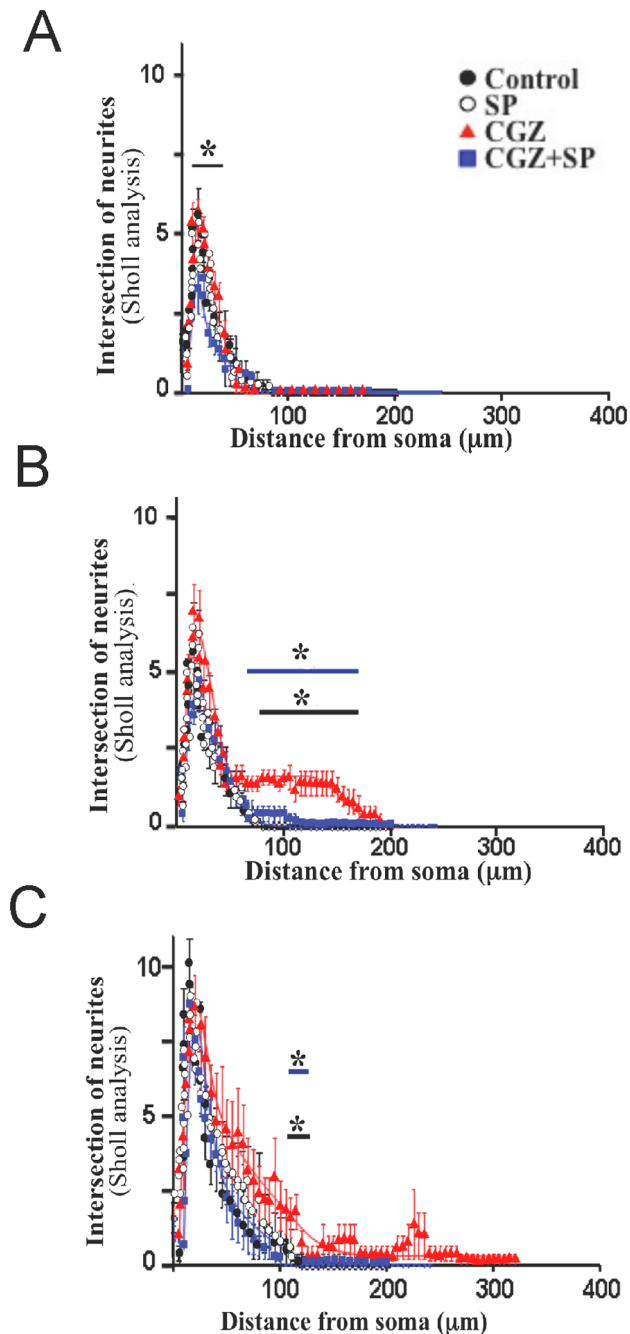 A
10
5
0
*
Control
SP
CGZ
CGZ+SP
Intersection of neurites
(Sholl analysis)
100
200
300
400
Distance from soma (μm)
B
10
5
0
*
*
Intersection of neurites
(Sholl analysis).
100
200
300
400
Distance from soma (μm)
C
10
5
0
*
*
Intersection of neurites
(Sholl analysis)
100
200
300
400
Distance from soma (μm)